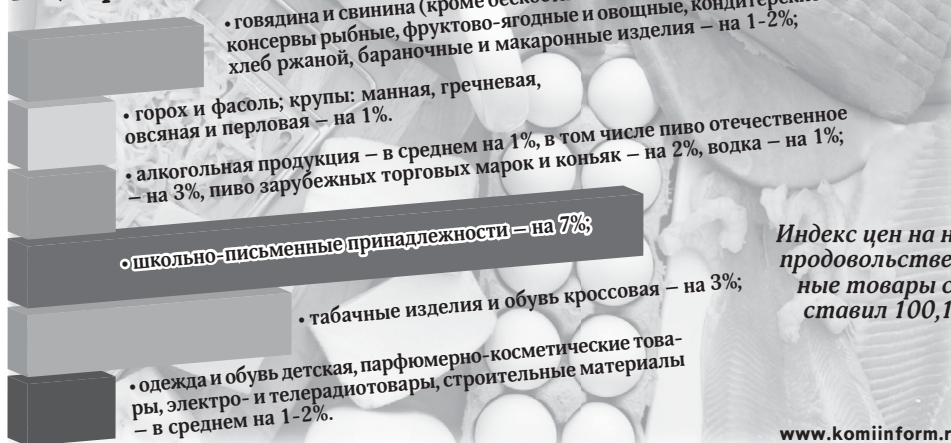 • говядина и свинина (кроме
консервы рыбные, фруктово-ягодные и овощные,
хлеб ржаной, бараночные и макаронные изделия – на 1-2%;
• горох и фасоль; крупы: манная, гречневая,
овсяная и перловая – на 1%.
• алкогольная продукция – в среднем на 1%, в том числе пиво отечественное
– на 3%, пиво зарубежных торговых марок и коньяк – на 2%, водка – на 1%;
• школьно-письменные принадлежности – на 7%;
Индекс цен на
продовольстве
ные товары
ставил 100,1
• табачные изделия и обувь кроссовая – на 3%;
• одежда и обувь детская, парфюмерно-косметические това-
ры, электро- и телерадиотовары, строительные материалы
– в среднем на 1-2%.
www.komiinform.r